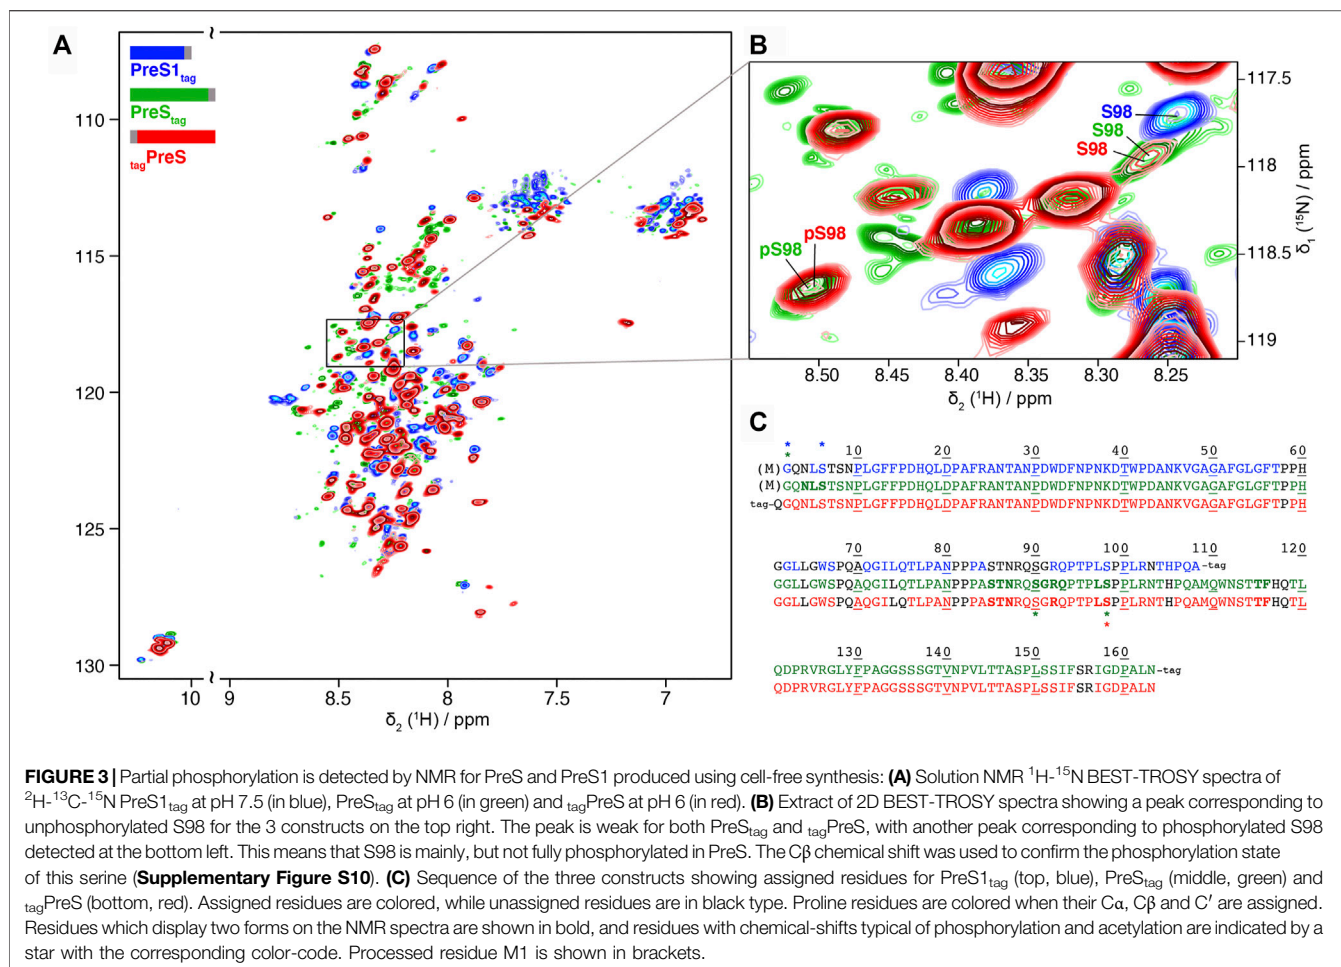 A
PreS1tag
PreStag
tagPreS
110
115
120
125
130
10 9 8.5 8 7.5 7
δ2 (1H) / ppm
B
S98
S98
S98
pS98 pS98
117.5
118
118.5
119
8.50 8.45 8.40 8.35 8.30 8.25
δ2 (1H) / ppm
δ1 (15N) / ppm
C
* *
*
10 20 30 40 50 60
(M)GQNLSTSNPLGFFPDHQLDPAFRANTANPDWDFNPNKDTWPDANKVGAGAFGLGFTPPH
(M)GQNLSTSNPLGFFPDHQLDPAFRANTANPDWDFNPNKDTWPDANKVGAGAFGLGFTPPH
tag-QGQNLSTSNPLGFFPDHQLDPAFRANTANPDWDFNPNKDTWPDANKVGAGAFGLGFTPPH
70 80 90 100 110 120
GGLLGWSPQAQGILQTLPANPPPASTNRQSGRQPTPLSPPLRNTHPQA-tag
GGLLGWSPQAQGILQTLPANPPPASTNRQSGRQPTPLSPPLRNTHPQAMQWNSTTFHQTL
GGLLGWSPQAQGILQTLPANPPPASTNRQSGRQPTPLSPPLRNTHPQAMQWNSTTFHQTL
* *
*
130 140 150 160
QDPRVRGLYFPAGGSSSGTVNPVLTTASPLSSIFSRIGDPALN-tag
QDPRVRGLYFPAGGSSSGTVNPVLTTASPLSSIFSRIGDPALN
FIGURE 3 | Partial phosphorylation is detected by NMR for PreS and PreS1 produced using cell-free synthesis: (A) Solution NMR 1H-15N BEST-TROSY spectra of
2H-13C-15N PreS1tag at pH 7.5 (in blue), PreStag at pH 6 (in green) and tagPreS at pH 6 (in red). (B) Extract of 2D BEST-TROSY spectra showing a peak corresponding to
unphosphorylated S98 for the 3 constructs on the top right. The peak is weak for both PreStag and tagPreS, with another peak corresponding to phosphorylated S98
detected at the bottom left. This means that S98 is mainly, but not fully phosphorylated in PreS. The Cβ chemical shift was used to confirm the phosphorylation state
of this serine (Supplementary Figure S10). (C) Sequence of the three constructs showing assigned residues for PreS1tag (top, blue), PreStag (middle, green) and
tagPreS (bottom, red). Assigned residues are colored, while unassigned residues are in black type. Proline residues are colored when their Cα, Cβ and C′ are assigned.
Residues which display two forms on the NMR spectra are shown in bold, and residues with chemical-shifts typical of phosphorylation and acetylation are indicated by a
star with the corresponding color-code. Processed residue M1 is shown in brackets.